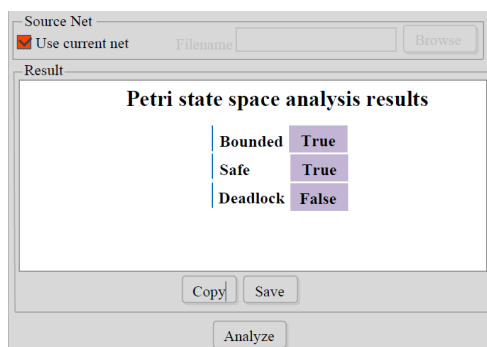 Source Net
Use current net Filename Browse
Result
Petri state space analysis results
Bounded True
Safe True
Deadlock False
Copy Save
Analyze